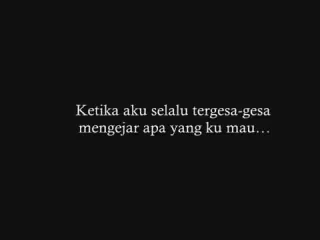 Ketika aku selalu tergesa-gesa
mengejar apa yang ku mau…